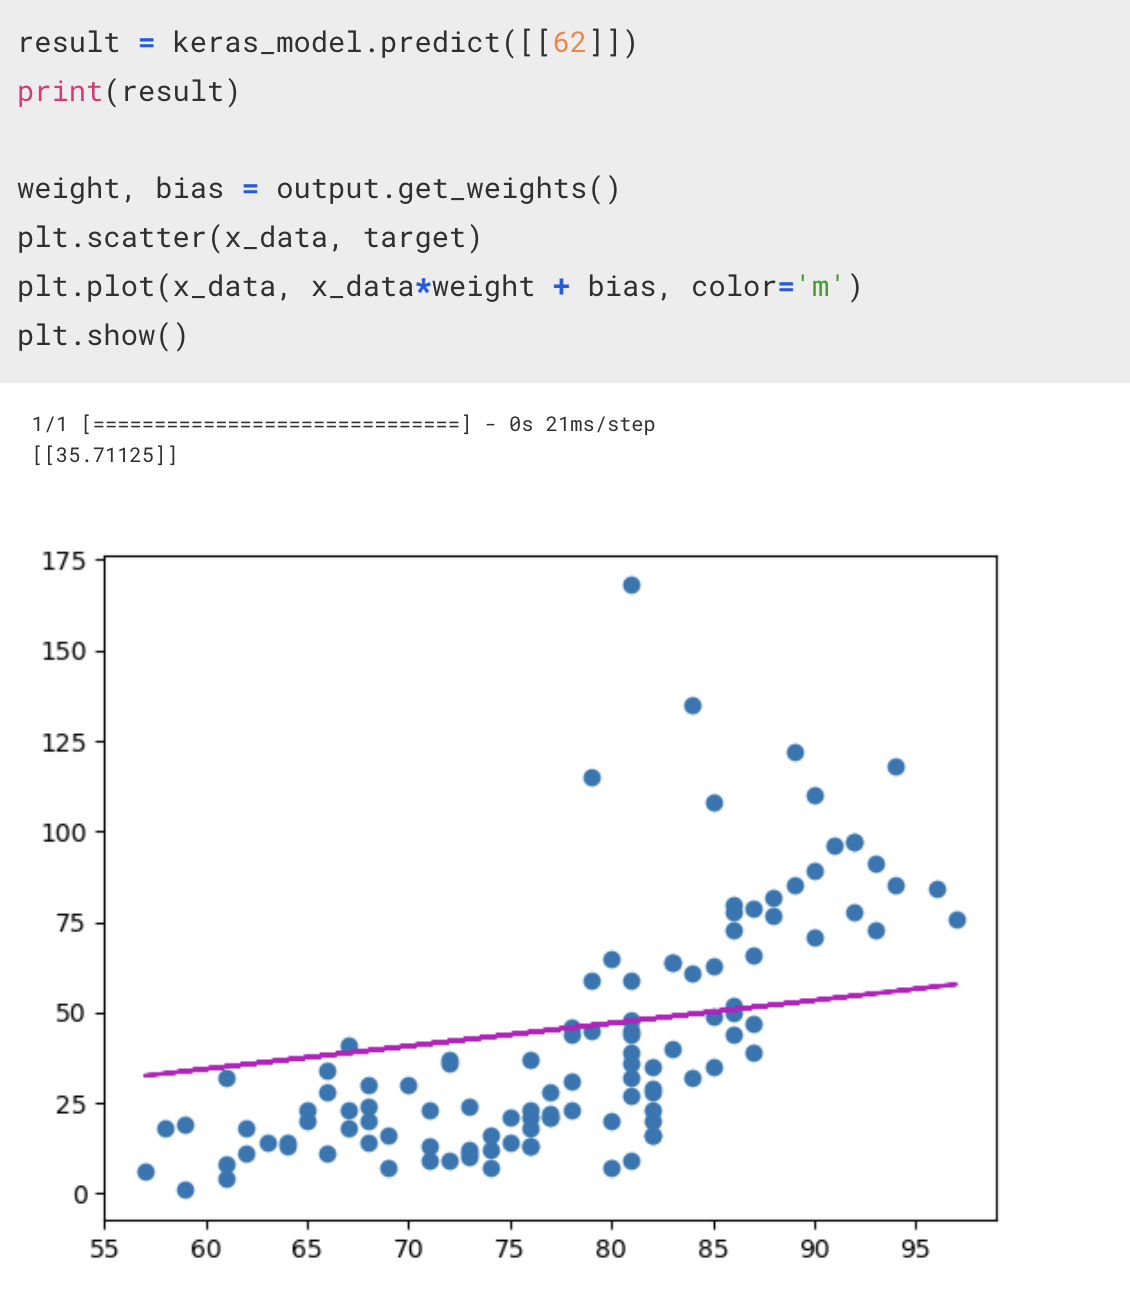 result = keras_model.predict([[62]])
print(result)
weight, bias = output.get_weights()
plt.scatter(x_data, target)
plt.plot(x_data, x_data*weight + bias, color='m')
plt.show()
1/1 [==============================] - 0s 21ms/step
[[35.71125]]
175
150
125
100
75
50
25
0
55 60 65 70 75 80 85 90 95